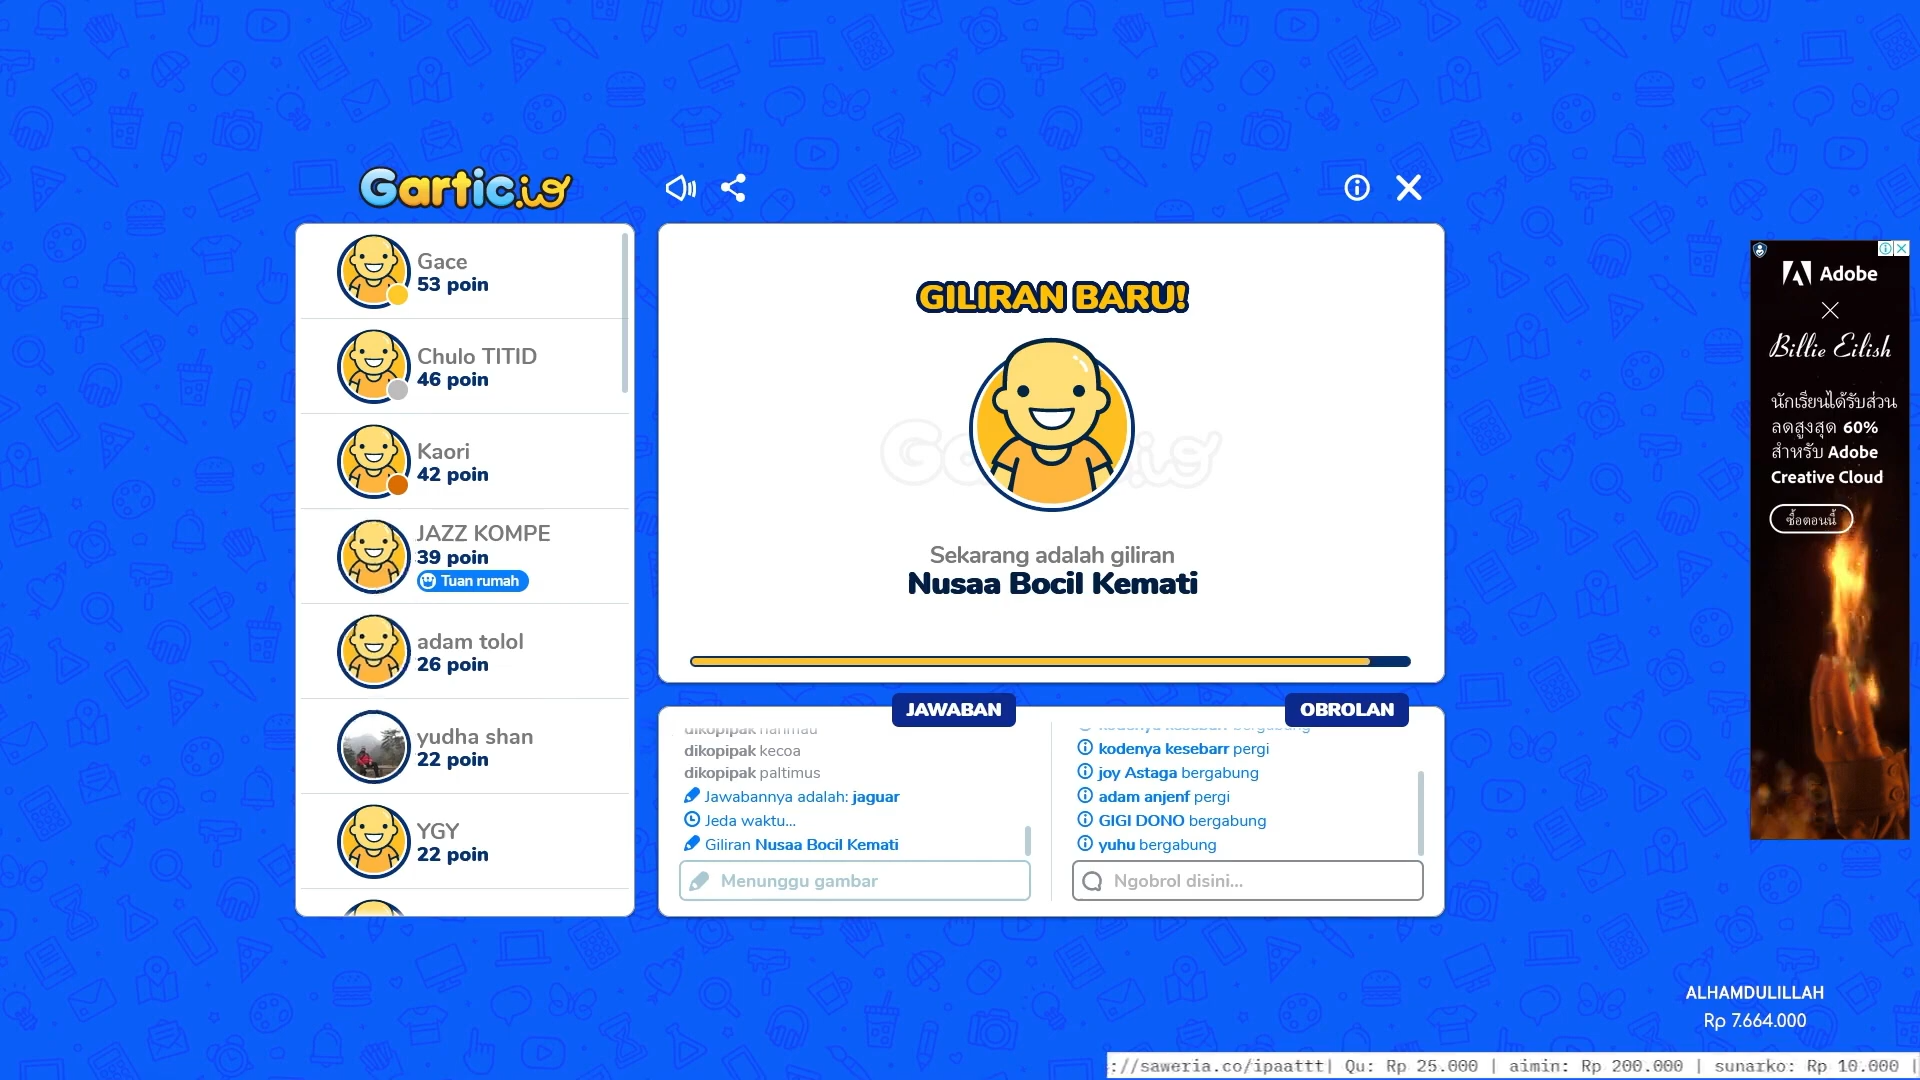 Gartic.io
Gace
53 poin
Chulo TITID
46 poin
Kaori
42 poin
JAZZ KOMPE
39 poin
Tuan rumah
adam tolol
26 poin
yudha shan
22 poin
YGY
22 poin
GILIRAN BARU!
Sekarang adalah giliran
Nusaa Bocil Kemati
JAWABAN
dikopipak harimau
dikopipak kecoa
dikopipak paltimus
Jawabannya adalah: jaguar
Jeda waktu...
Giliran Nusaa Bocil Kemati
Menunggu gambar
OBROLAN
kodenya kesebarr bergabung
kodenya kesebarr pergi
joy Astaga bergabung
adam anjenf pergi
GIGI DONO bergabung
yuhu bergabung
Ngobrol disini...
Adobe
Billie Eilish
นักเรียนได้รับส่วน
ลดสูงสุด 60%
สำหรับ Adobe
Creative Cloud
ซื้อตอนนี้
ALHAMDULILLAH
Rp 7.664.000
://saweria.co/ipaattt| Qu: Rp 25.000 | aimin: Rp 200.000 | sunarko: Rp 10.000 |